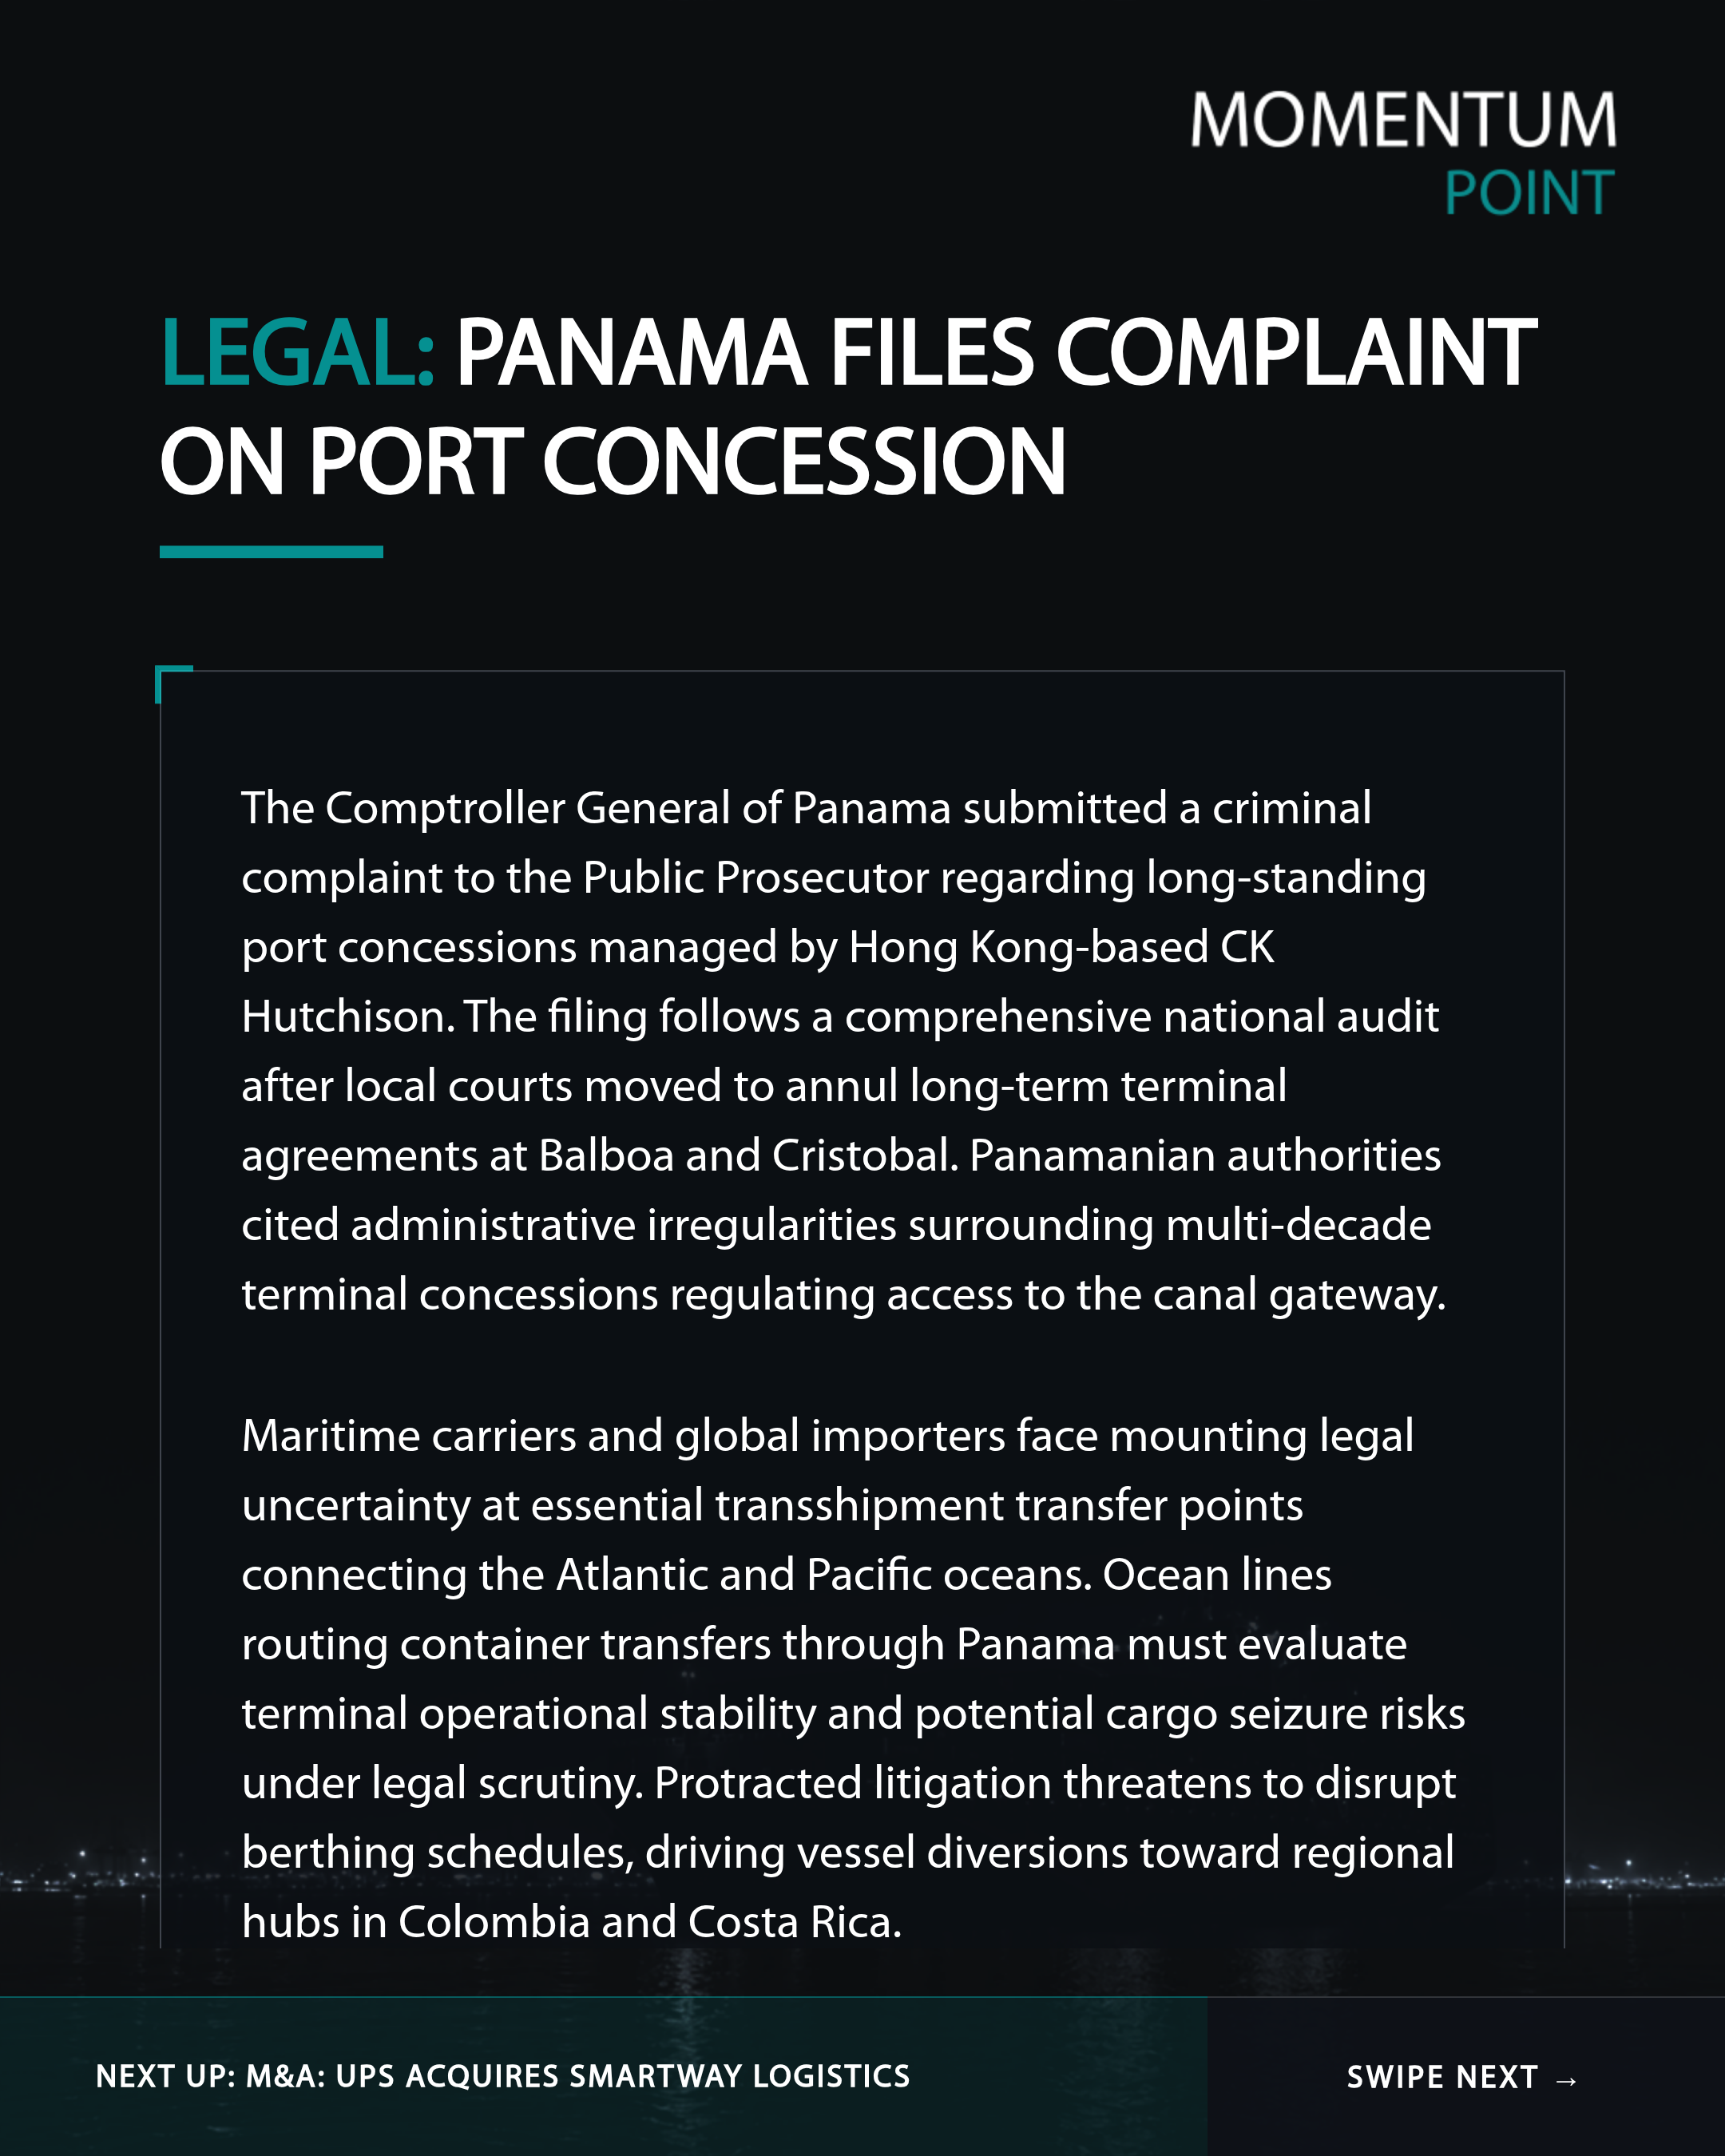 MOMENTUM
POINT
LEGAL: PANAMA FILES COMPLAINT
ON PORT CONCESSION
The Comptroller General of Panama submitted a criminal
complaint to the Public Prosecutor regarding long-standing
port concessions managed by Hong Kong-based CK
Hutchison. The filing follows a comprehensive national audit
after local courts moved to annul long-term terminal
agreements at Balboa and Cristobal. Panamanian authorities
cited administrative irregularities surrounding multi-decade
terminal concessions regulating access to the canal gateway.
Maritime carriers and global importers face mounting legal
uncertainty at essential transshipment transfer points
connecting the Atlantic and Pacific oceans. Ocean lines
routing container transfers through Panama must evaluate
terminal operational stability and potential cargo seizure risks
under legal scrutiny. Protracted litigation threatens to disrupt
berthing schedules, driving vessel diversions toward regional
hubs in Colombia and Costa Rica.
NEXT UP: M&A: UPS ACQUIRES SMARTWAY LOGISTICS
SWIPE NEXT →